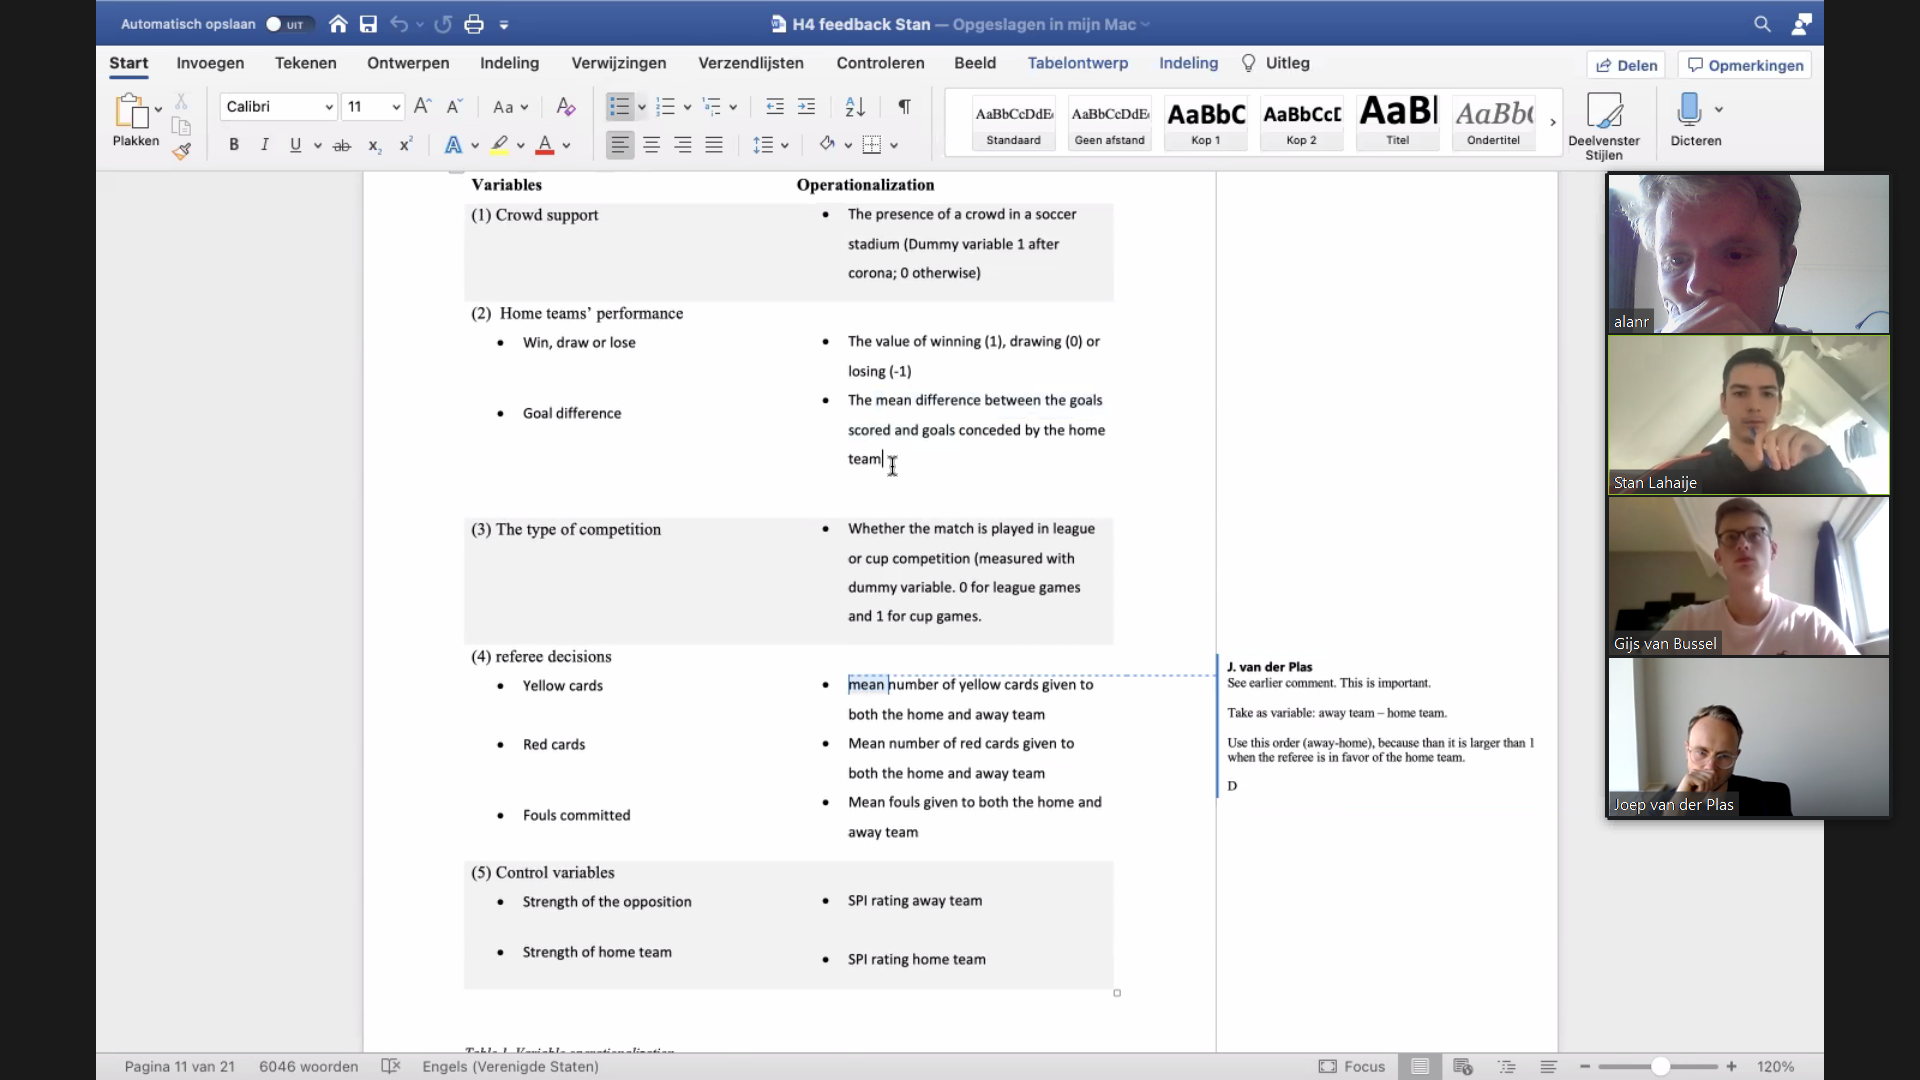 Automatisch opslaan UIT
H4 feedback Stan — Opgeslagen in mijn Mac
Start Invoegen Tekenen Ontwerpen Indeling Verwijzingen Verzendlijsten Controleren Beeld Tabelontwerp Indeling Uitleg Delen Opmerkingen
Plakken
Calibri 11
AaBbCcDdE AaBbCcDdE AaBbC AaBbCcD AaBl AaBb(
Standaard Geen afstand Kop 1 Kop 2 Titel Ondertitel
Deelvenster Stijlen
Dicteren
Variables Operationalization
(1) Crowd support
The presence of a crowd in a soccer
stadium (Dummy variable 1 after
corona; 0 otherwise)
(2) Home teams’ performance
Win, draw or lose
The value of winning (1), drawing (0) or
losing (-1)
Goal difference
The mean difference between the goals
scored and goals conceded by the home
team
(3) The type of competition
Whether the match is played in league
or cup competition (measured with
dummy variable. 0 for league games
and 1 for cup games.
(4) referee decisions
Yellow cards
mean number of yellow cards given to
both the home and away team
Red cards
Mean number of red cards given to
both the home and away team
Fouls committed
Mean fouls given to both the home and
away team
(5) Control variables
Strength of the opposition
SPI rating away team
Strength of home team
SPI rating home team
J. van der Plas
See earlier comment. This is important.
Take as variable: away team – home team.
Use this order (away-home), because than it is larger than 1
when the referee is in favor of the home team.
D
alanr
Stan Lahaije
Gijs van Bussel
Joep van der Plas
Pagina 11 van 21 6046 woorden Engels (Verenigde Staten) Focus 120%